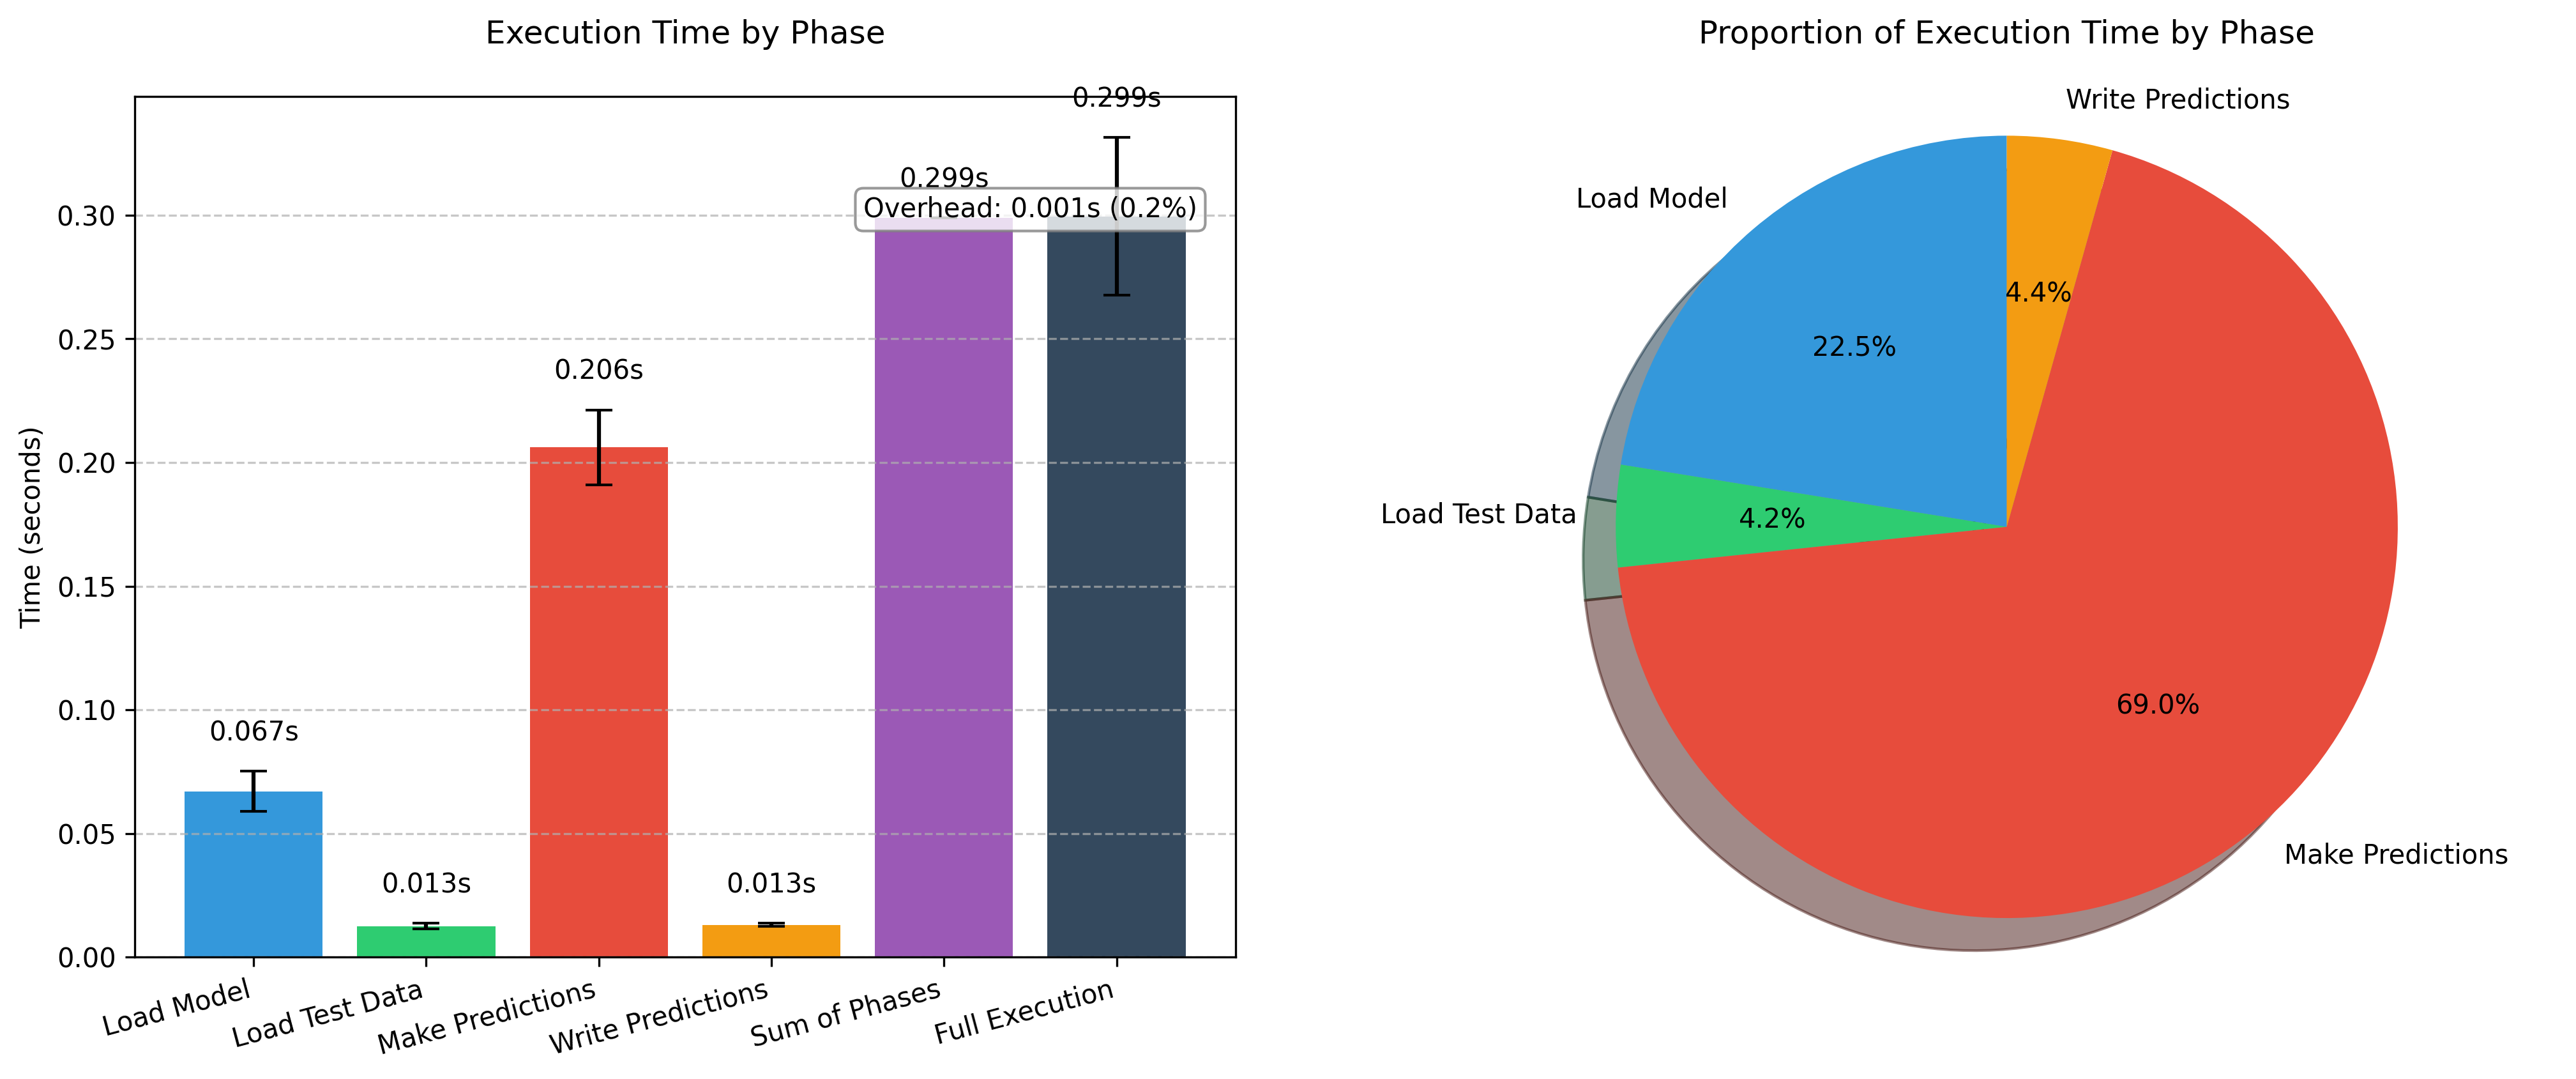 Execution Time by Phase
0.299s
0.299s
Overhead: 0.001s (0.2%)
0.206s
0.067s
0.013s
0.013s
0.30
0.25
0.20
0.15
0.10
0.05
0.00
Time (seconds)
Load Model
Load Test Data
Make Predictions
Write Predictions
Sum of Phases
Full Execution
Proportion of Execution Time by Phase
Write Predictions
Load Model
4.4%
22.5%
Load Test Data
4.2%
69.0%
Make Predictions